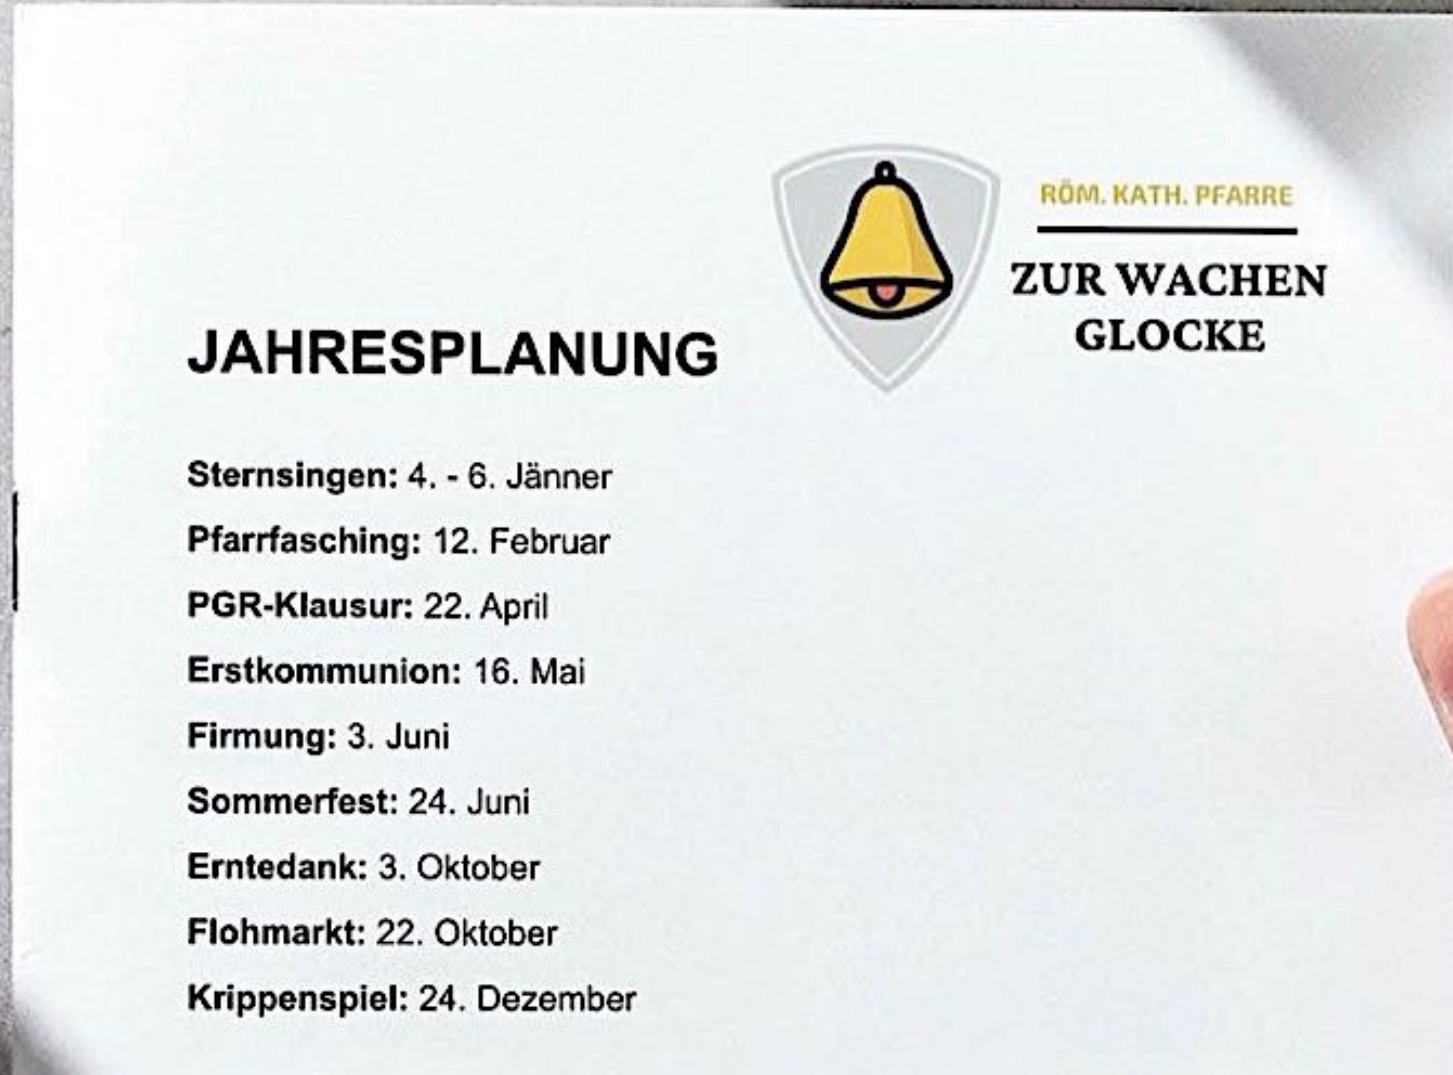 RÖM. KATH. PFARRE
ZUR WACHEN
GLOCKE
JAHRESPLANUNG
Sternsingen: 4. - 6. Jänner
Pfarrfasching: 12. Februar
PGR-Klausur: 22. April
Erstkommunion: 16. Mai
Firmung: 3. Juni
Sommerfest: 24. Juni
Erntedank: 3. Oktober
Flohmarkt: 22. Oktober
Krippenspiel: 24. Dezember